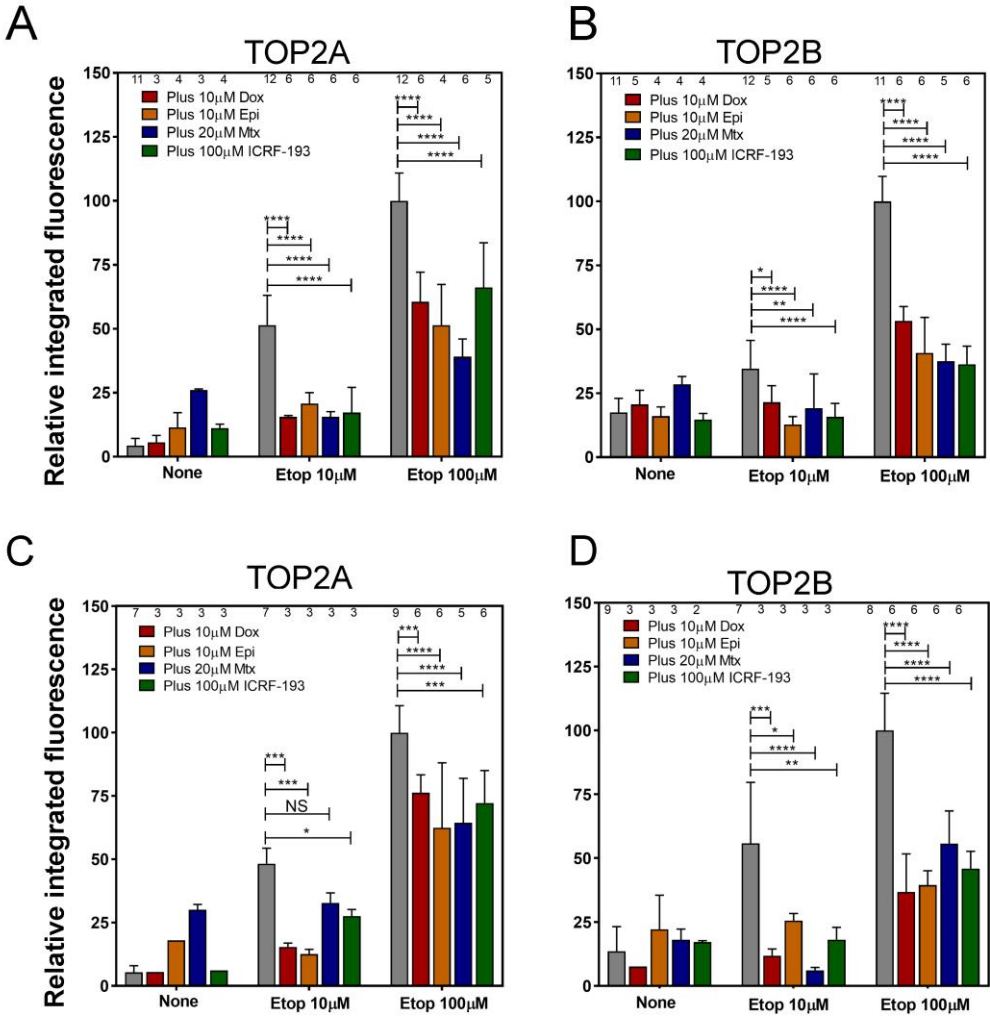 A
TOP2A
Relative integrated fluorescence
150
125
100
75
50
25
0
11 3 4 3 4 12 6 6 6 6 12 6 4 6 5
Plus 10µM Dox
Plus 10µM Epi
Plus 20µM Mtx
Plus 100µM ICRF-193
****
****
****
****
****
****
****
****
None Etop 10µM Etop 100µM
B
TOP2B
150
125
100
75
50
25
0
11 5 4 4 4 12 5 6 6 6 11 6 6 6 6
Plus 10µM Dox
Plus 10µM Epi
Plus 20µM Mtx
Plus 100µM ICRF-193
*
****
**
****
****
****
****
****
None Etop 10µM Etop 100µM
C
TOP2A
Relative integrated fluorescence
150
125
100
75
50
25
0
7 3 3 3 3 7 3 3 3 3 9 6 6 5 6
Plus 10µM Dox
Plus 10µM Epi
Plus 20µM Mtx
Plus 100µM ICRF-193
***
***
NS
*
***
****
****
***
None Etop 10µM Etop 100µM
D
TOP2B
150
125
100
75
50
25
0
9 3 3 3 2 7 3 3 3 3 8 6 6 6 6
Plus 10µM Dox
Plus 10µM Epi
Plus 20µM Mtx
Plus 100µM ICRF-193
***
*
****
**
****
****
****
****
None Etop 10µM Etop 100µM